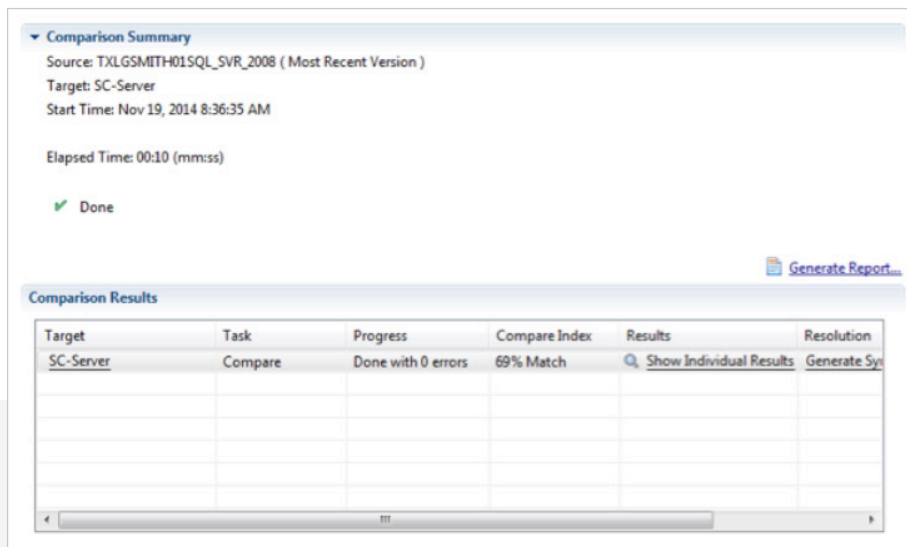 Comparison Summary
Source: TXLGSMITH01SQL_SVR_2008 ( Most Recent Version )
Target: SC-Server
Start Time: Nov 19, 2014 8:36:35 AM
Elapsed Time: 00:10 (mm:ss)
Done
Generate Report...
Comparison Results
Target Task Progress Compare Index Results Resolution
SC-Server Compare Done with 0 errors 69% Match Show Individual Results Generate